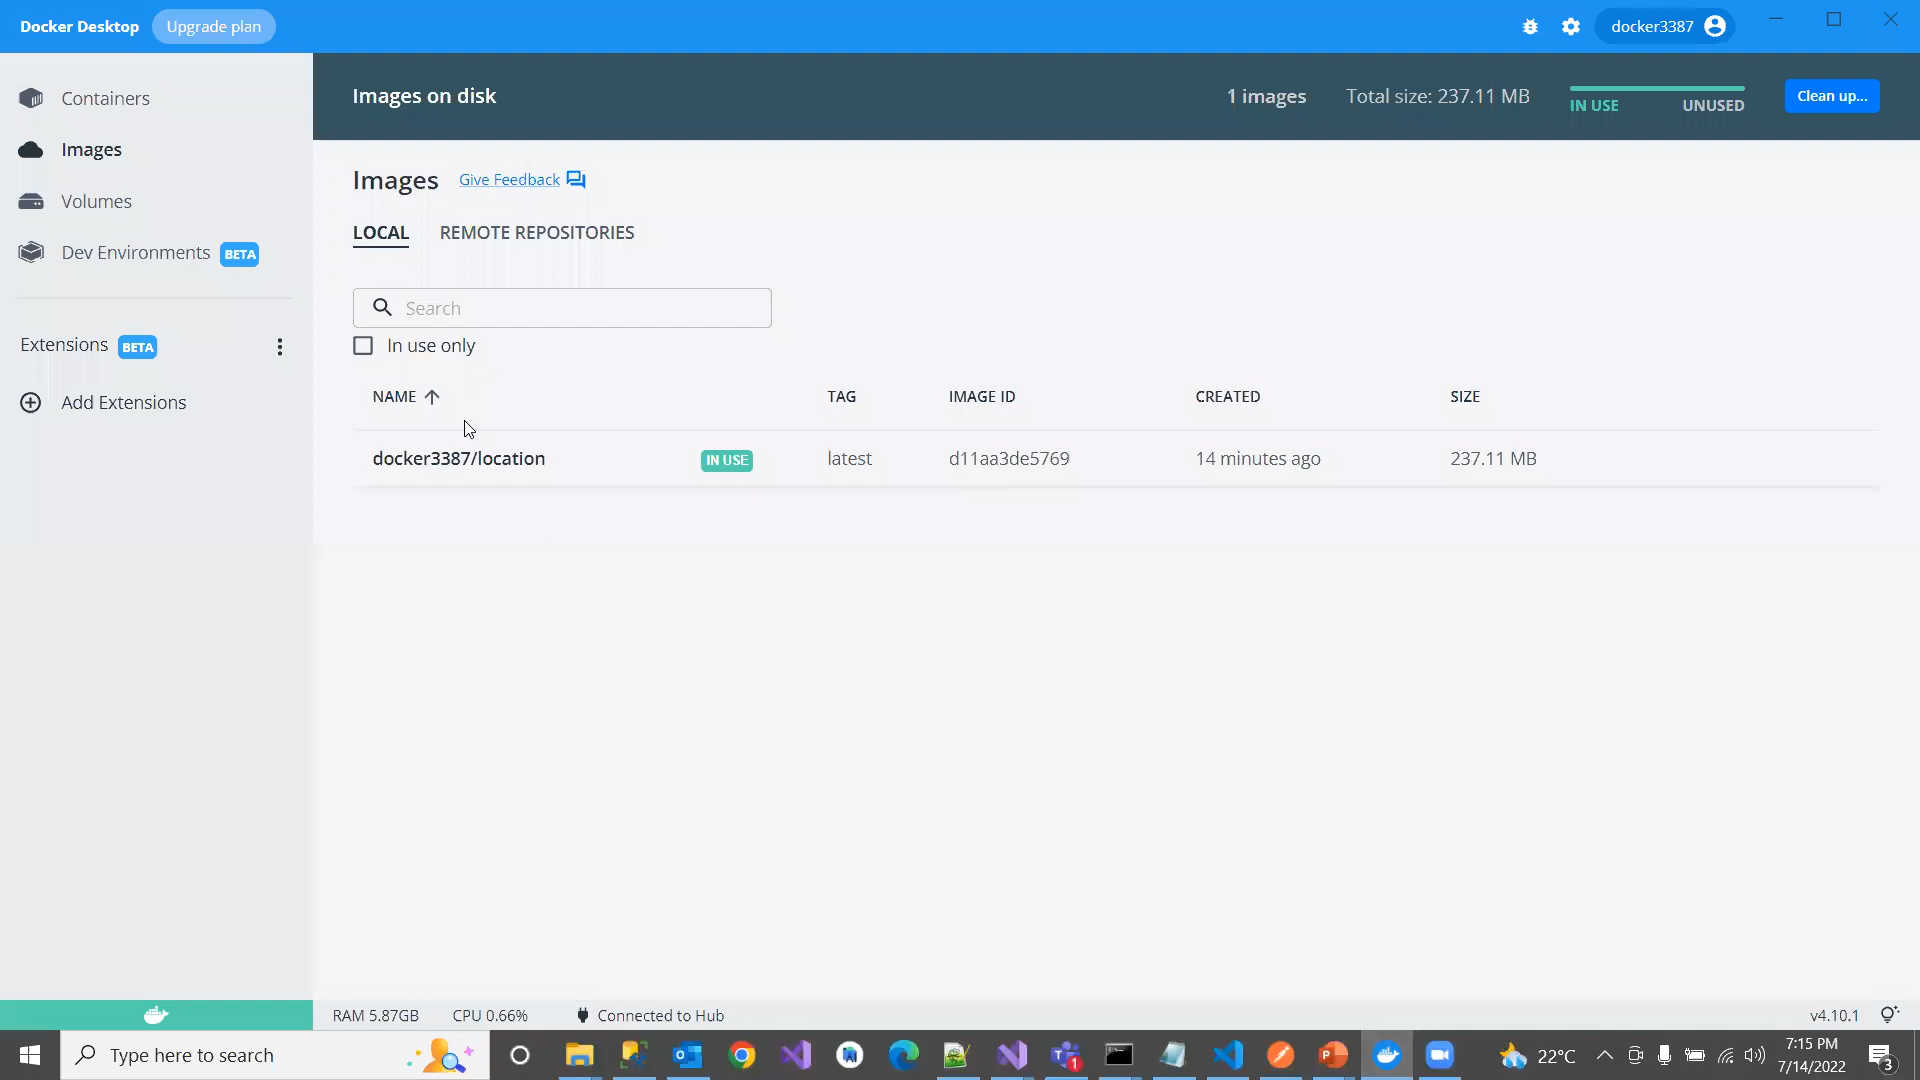 Docker Desktop Upgrade plan docker3387
Containers
Images
Volumes
Dev Environments BETA
Extensions BETA
Add Extensions
Images on disk 1 images Total size: 237.11 MB IN USE UNUSED Clean up...
Images Give Feedback
LOCAL REMOTE REPOSITORIES
Search
In use only
NAME TAG IMAGE ID CREATED SIZE
docker3387/location IN USE latest d11aa3de5769 14 minutes ago 237.11 MB
RAM 5.87GB CPU 0.66% Connected to Hub v4.10.1
Type here to search 1 22°C 7:15 PM
7/14/2022 3